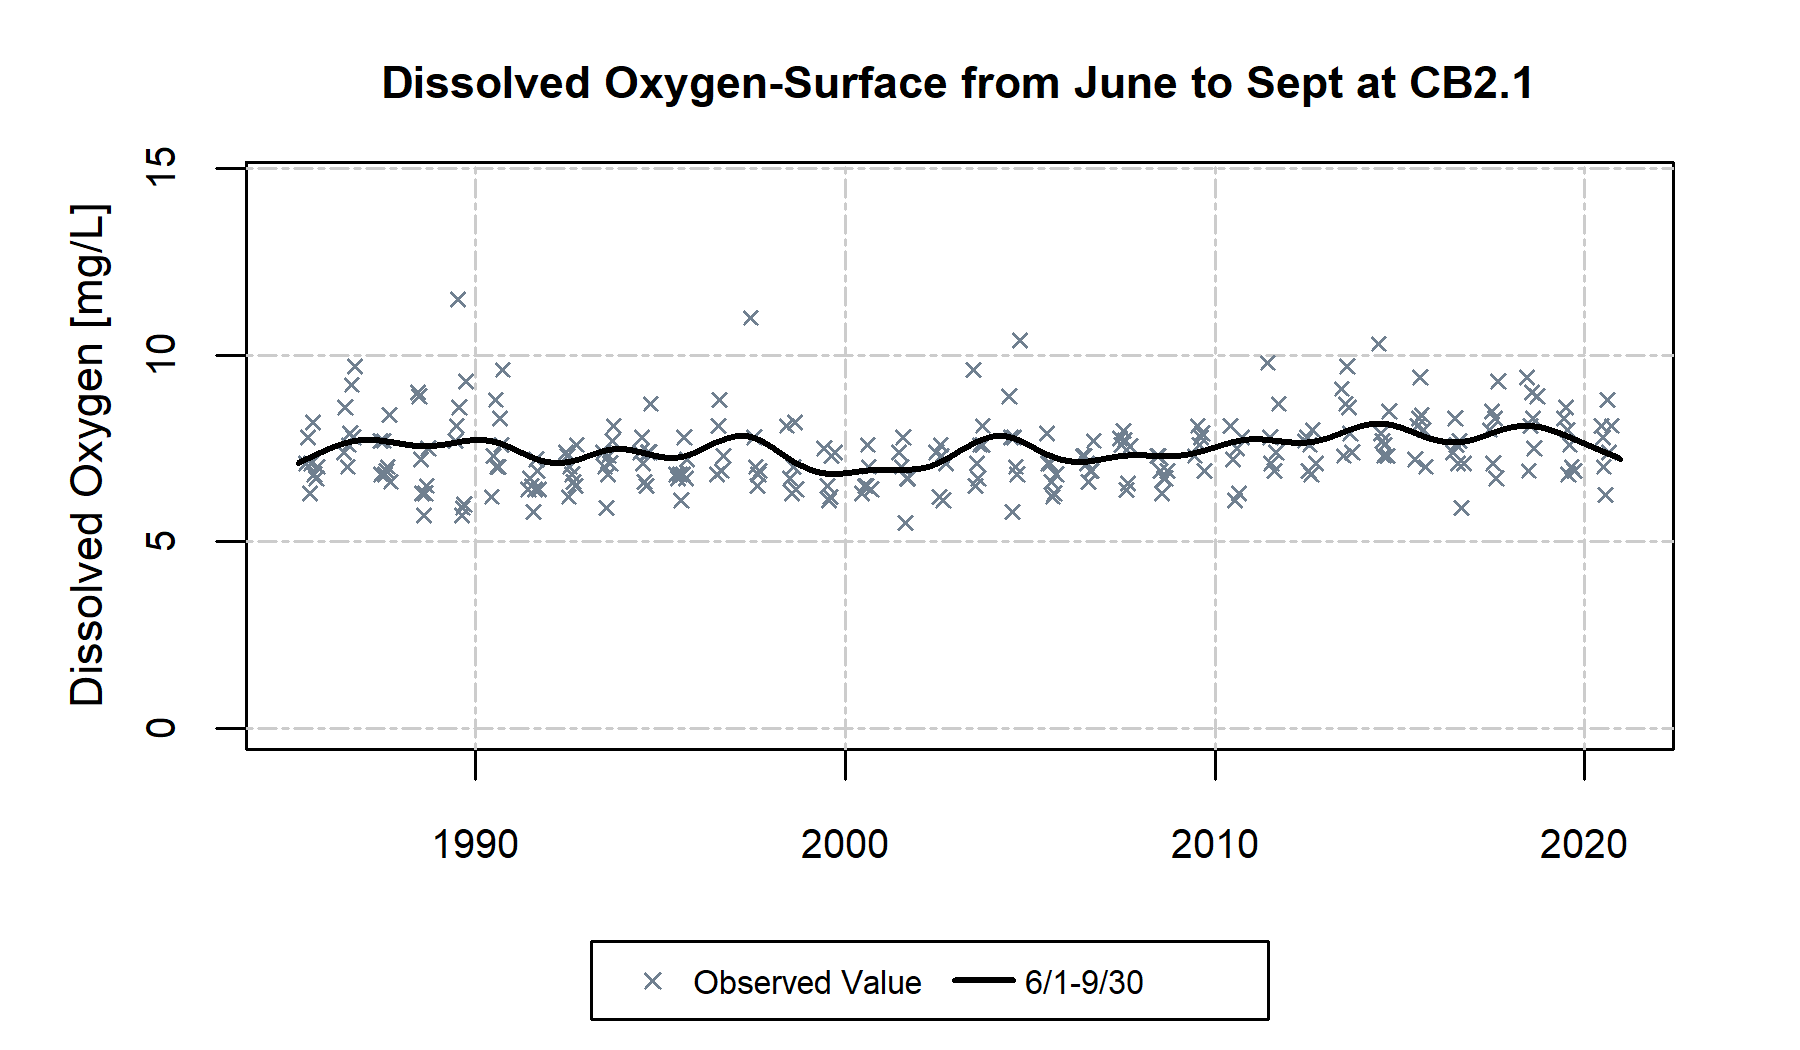 Dissolved Oxygen-Surface from June to Sept at CB2.1
Dissolved Oxygen [mg/L]
15
10
5
0
1990 2000 2010 2020
Observed Value 6/1-9/30